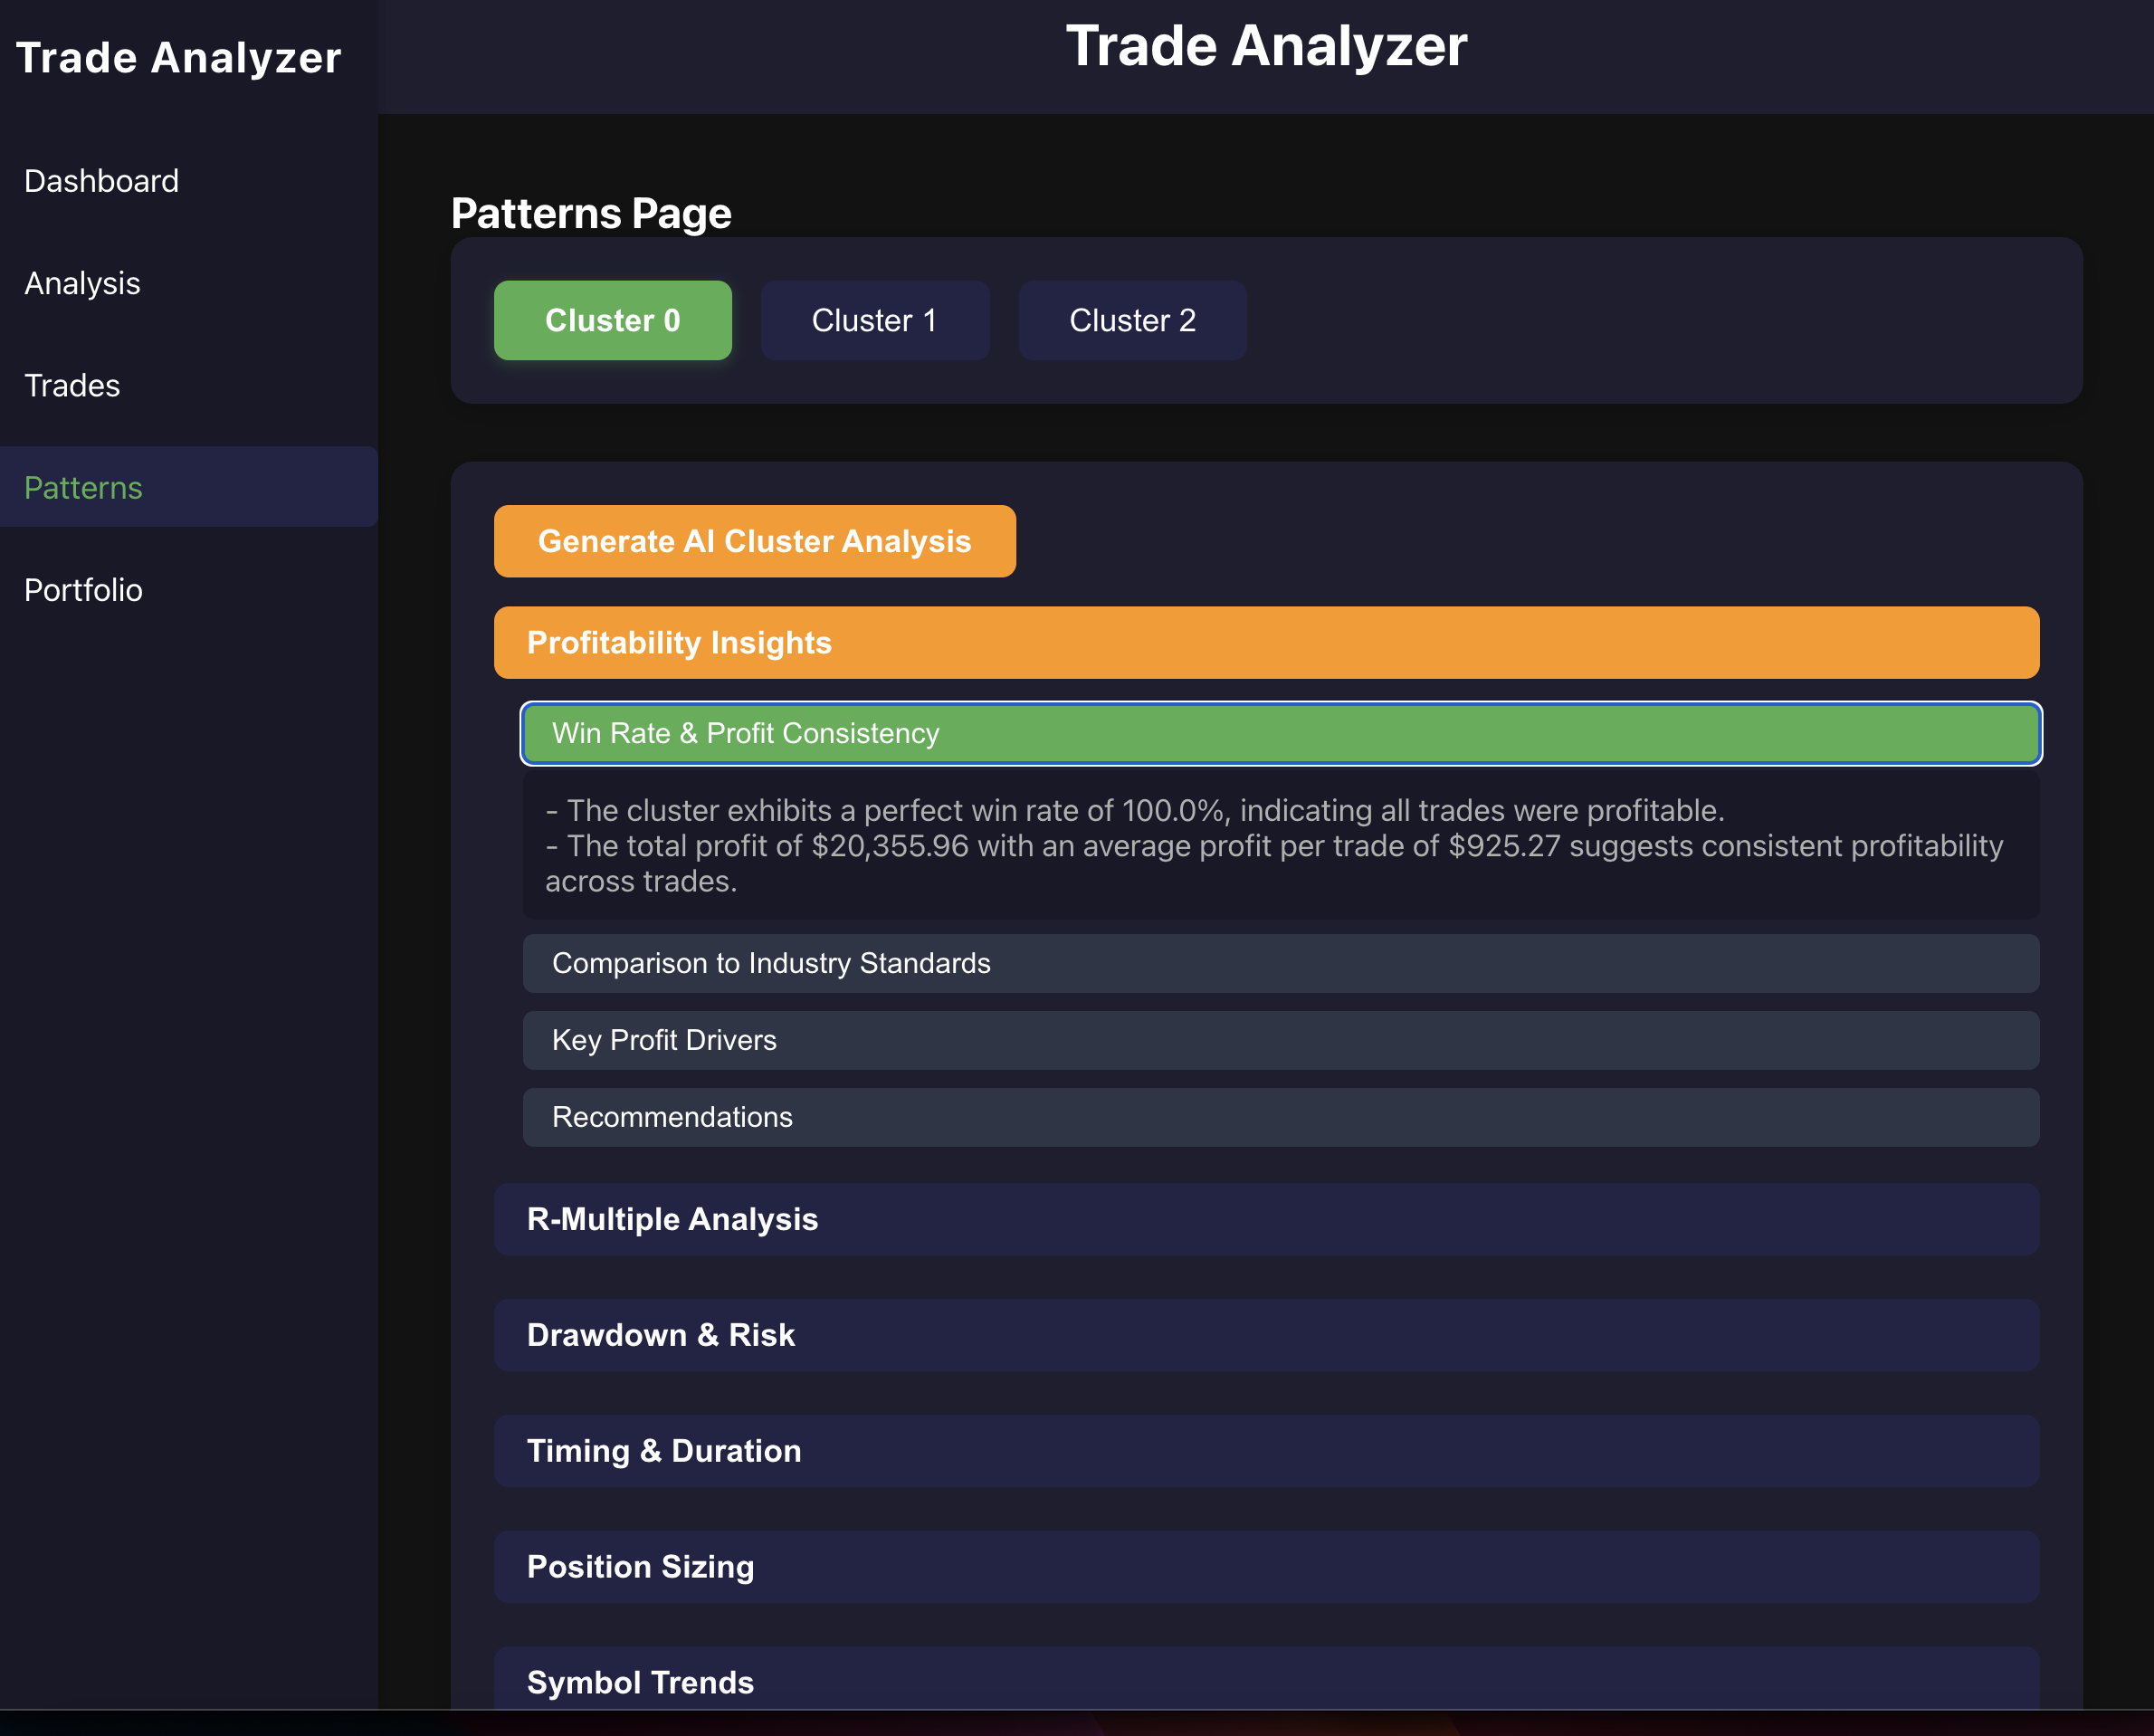 Trade Analyzer
Dashboard
Analysis
Trades
Patterns
Portfolio
Trade Analyzer
Patterns Page
Cluster 0
Cluster 1
Cluster 2
Generate AI Cluster Analysis
Profitability Insights
Win Rate & Profit Consistency
- The cluster exhibits a perfect win rate of 100.0%, indicating all trades were profitable.
- The total profit of $20,355.96 with an average profit per trade of $925.27 suggests consistent profitability
across trades.
Comparison to Industry Standards
Key Profit Drivers
Recommendations
R-Multiple Analysis
Drawdown & Risk
Timing & Duration
Position Sizing
Symbol Trends